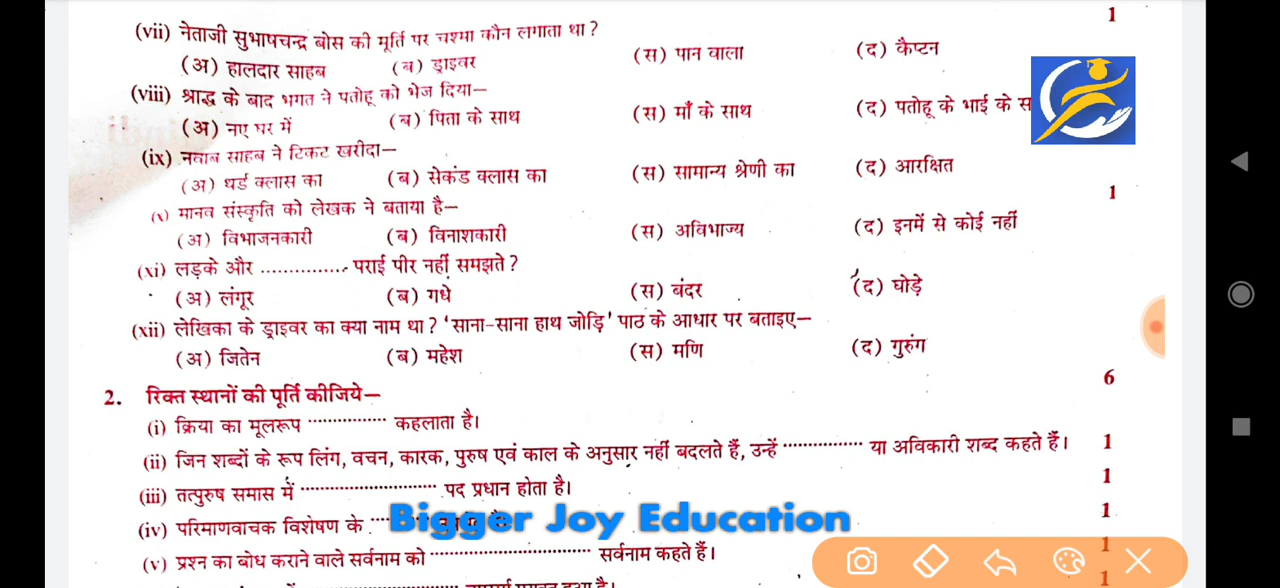 1
(vii) नेताजी सुभाषचन्द्र बोस की मूर्ति पर चश्मा कौन लगाता था ?
(अ) हालदार साहब (ब) ड्राइवर (स) पान वाला (द) कैप्टन
(viii) श्राद्ध के बाद भगत ने पतोहू को भेज दिया—
(अ) नए घर में (ब) पिता के साथ (स) माँ के साथ (द) पतोहू के भाई के
(ix) नवाब साहब ने टिकट खरीदा—
(अ) थर्ड क्लास का (ब) सेकंड क्लास का (स) सामान्य श्रेणी का (द) आरक्षित
(x) मानव संस्कृति को लेखक ने बताया है— 1
(अ) विभाजनकारी (ब) विनाशकारी (स) अविभाज्य (द) इनमें से कोई नहीं
(xi) लड़के और ............... पराई पीर नहीं समझते ?
(अ) लंगूर (ब) गधे (स) बंदर (द) घोड़े
(xii) लेखिका के ड्राइवर का क्या नाम था ? 'साना-साना हाथ जोड़ि' पाठ के आधार पर बताइए—
(अ) जितेन (ब) महेश (स) मणि (द) गुरुंग
2. रिक्त स्थानों की पूर्ति कीजिये— 6
(i) क्रिया का मूलरूप ............... कहलाता है।
(ii) जिन शब्दों के रूप लिंग, वचन, कारक, पुरुष एवं काल के अनुसार नहीं बदलते हैं, उन्हें ............... या अविकारी शब्द कहते हैं। 1
(iii) तत्पुरुष समास में ......................... पद प्रधान होता है। 1
(iv) परिमाणवाचक विशेषण के 1
Bigger Joy Education
(v) प्रश्न का बोध कराने वाले सर्वनाम को .............................. सर्वनाम कहते हैं। 1
1